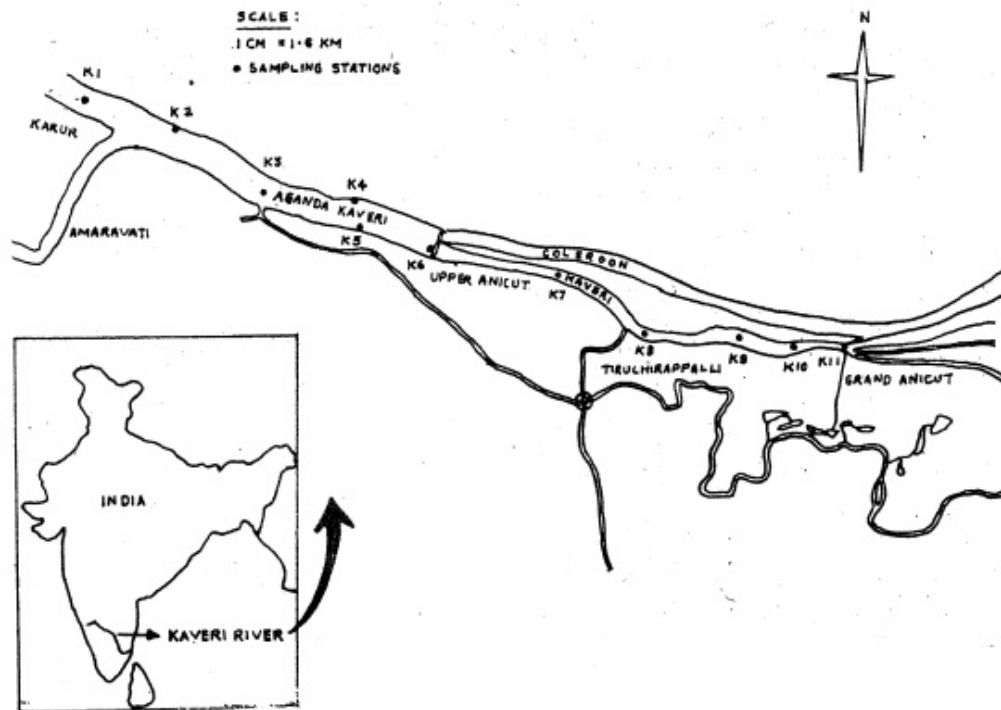 SCALE :
1 CM = 1·6 KM
● SAMPLING STATIONS
N
K1
K2
KARUR
K3
K4
AGANDA KAVERI
AMARAVATI
K5
COLEROON
K6
UPPER ANICUT
KAVERI
K7
K8
K9
K10
K11
TIRUCHIRAPPALLI
GRAND ANICUT
INDIA
KAVERI RIVER